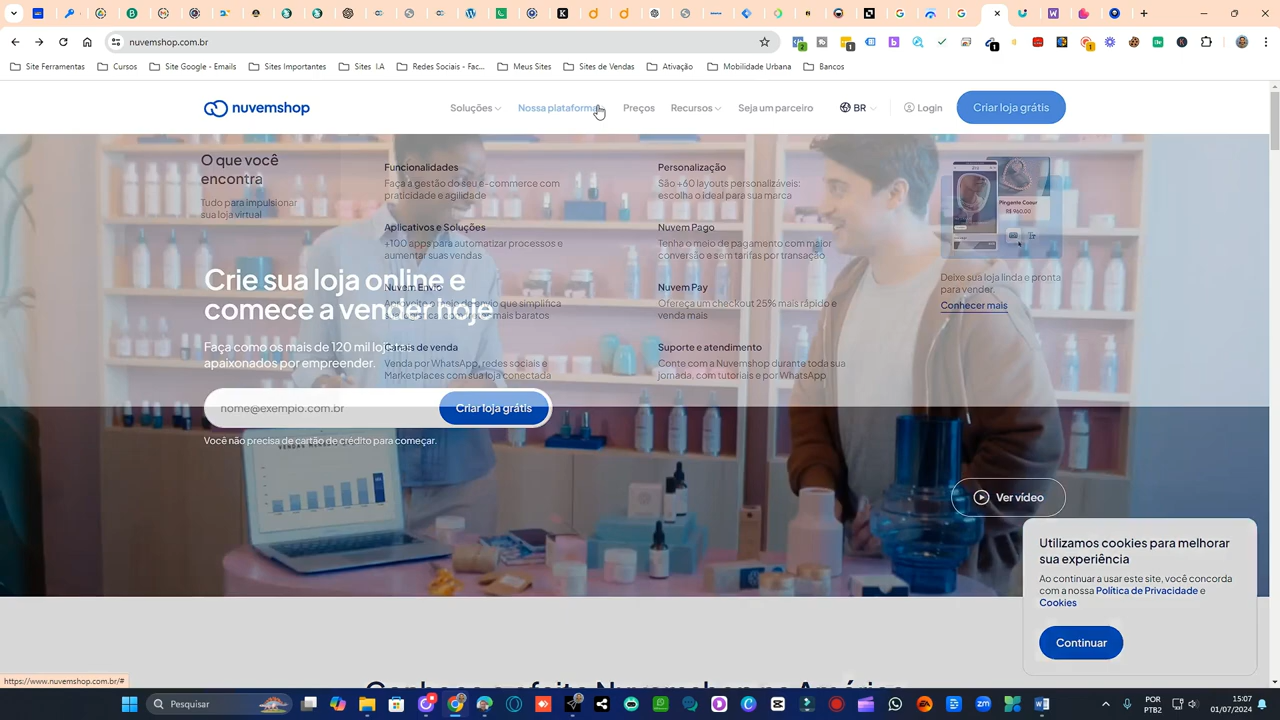 nuvemshop.com.br
Site Ferramentas
Cursos
Site Google - Emails
Sites Importantes
Sites I.A
Redes Sociais - Fac...
Meus Sites
Sites de Vendas
Ativação
Mobilidade Urbana
Bancos
nuvemshop
Soluções
Nossa plataforma
Preços
Recursos
Seja um parceiro
BR
Login
Criar loja grátis
O que você
encontra
Tudo para impulsionar
sua loja virtual
Funcionalidades
Faça a gestão do seu e-commerce com
praticidade e agilidade
Aplicativos e Soluções
+100 apps para automatizar processos e
aumentar suas vendas
Nuvem Envio
de envio que simplifica
mais baratos
de venda
Venda por WhatsApp, redes sociais e
Marketplaces com sua loja conectada
Personalização
São +60 layouts personalizáveis:
escolha o ideal para sua marca
Nuvem Pago
Tenha o meio de pagamento com maior
conversão e sem tarifas por transação
Nuvem Pay
Ofereça um checkout 25% mais rápido e
venda mais
Suporte e atendimento
Conte com a Nuvemshop durante toda sua
jornada, com tutoriais e por WhatsApp
Pingente Coour
R$ 960,00
Deixe sua loja linda e pronta
para vender.
Conhecer mais
Crie sua loja online e
comece a vender hoje
Faça como os mais de 120 mil
apaixonados por empreender.
nome@exemplo.com.br
Criar loja grátis
Você não precisa de cartão de crédito para começar.
Ver vídeo
Utilizamos cookies para melhorar
sua experiência
Ao continuar a usar este site, você concorda
com a nossa Política de Privacidade e
Cookies
Continuar
https://www.nuvemshop.com.br/#
Pesquisar
POR
PTB2
15:07
01/07/2024